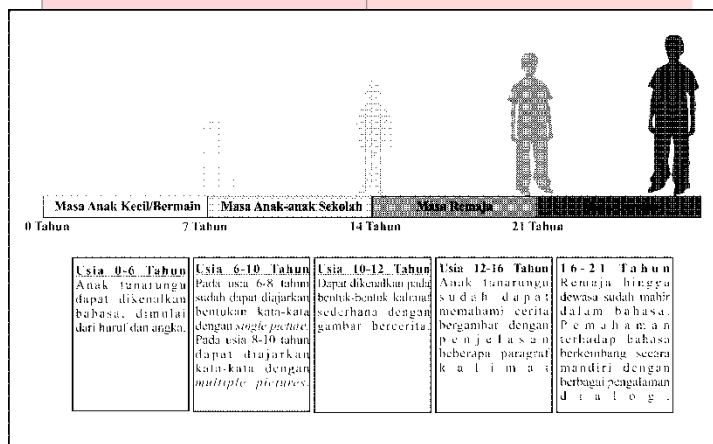 Masa Anak Kecil/Bermain
Masa Anak-anak Sekolah
Masa Remaja
0 Tahun
7 Tahun
14 Tahun
21 Tahun
Usia 0-6 Tahun
Anak tunarungu
dapat dikenalkan
bahasa, dimulai
dari huruf dan angka.
Usia 6-10 Tahun
Pada usia 6-8 tahun
sudah dapat diajarkan
bentukan kata-kata
dengan single picture.
Pada usia 8-10 tahun
dapat diajarkan
kata-kata dengan
multiple pictures.
Usia 10-12 Tahun
Dapat dikenalkan pada
bentuk-bentuk kalimat
sederhana dengan
gambar bercerita.
Usia 12-16 Tahun
Anak tunarungu
sudah dapat
memahami cerita
bergambar dengan
penjelasan
beberapa paragraf
kalimat
16-21 Tahun
Remaja hingga
dewasa sudah mahir
dalam bahasa.
Pemahaman
terhadap bahasa
berkembang secara
mandiri dengan
berbagai pengalaman
dialog.